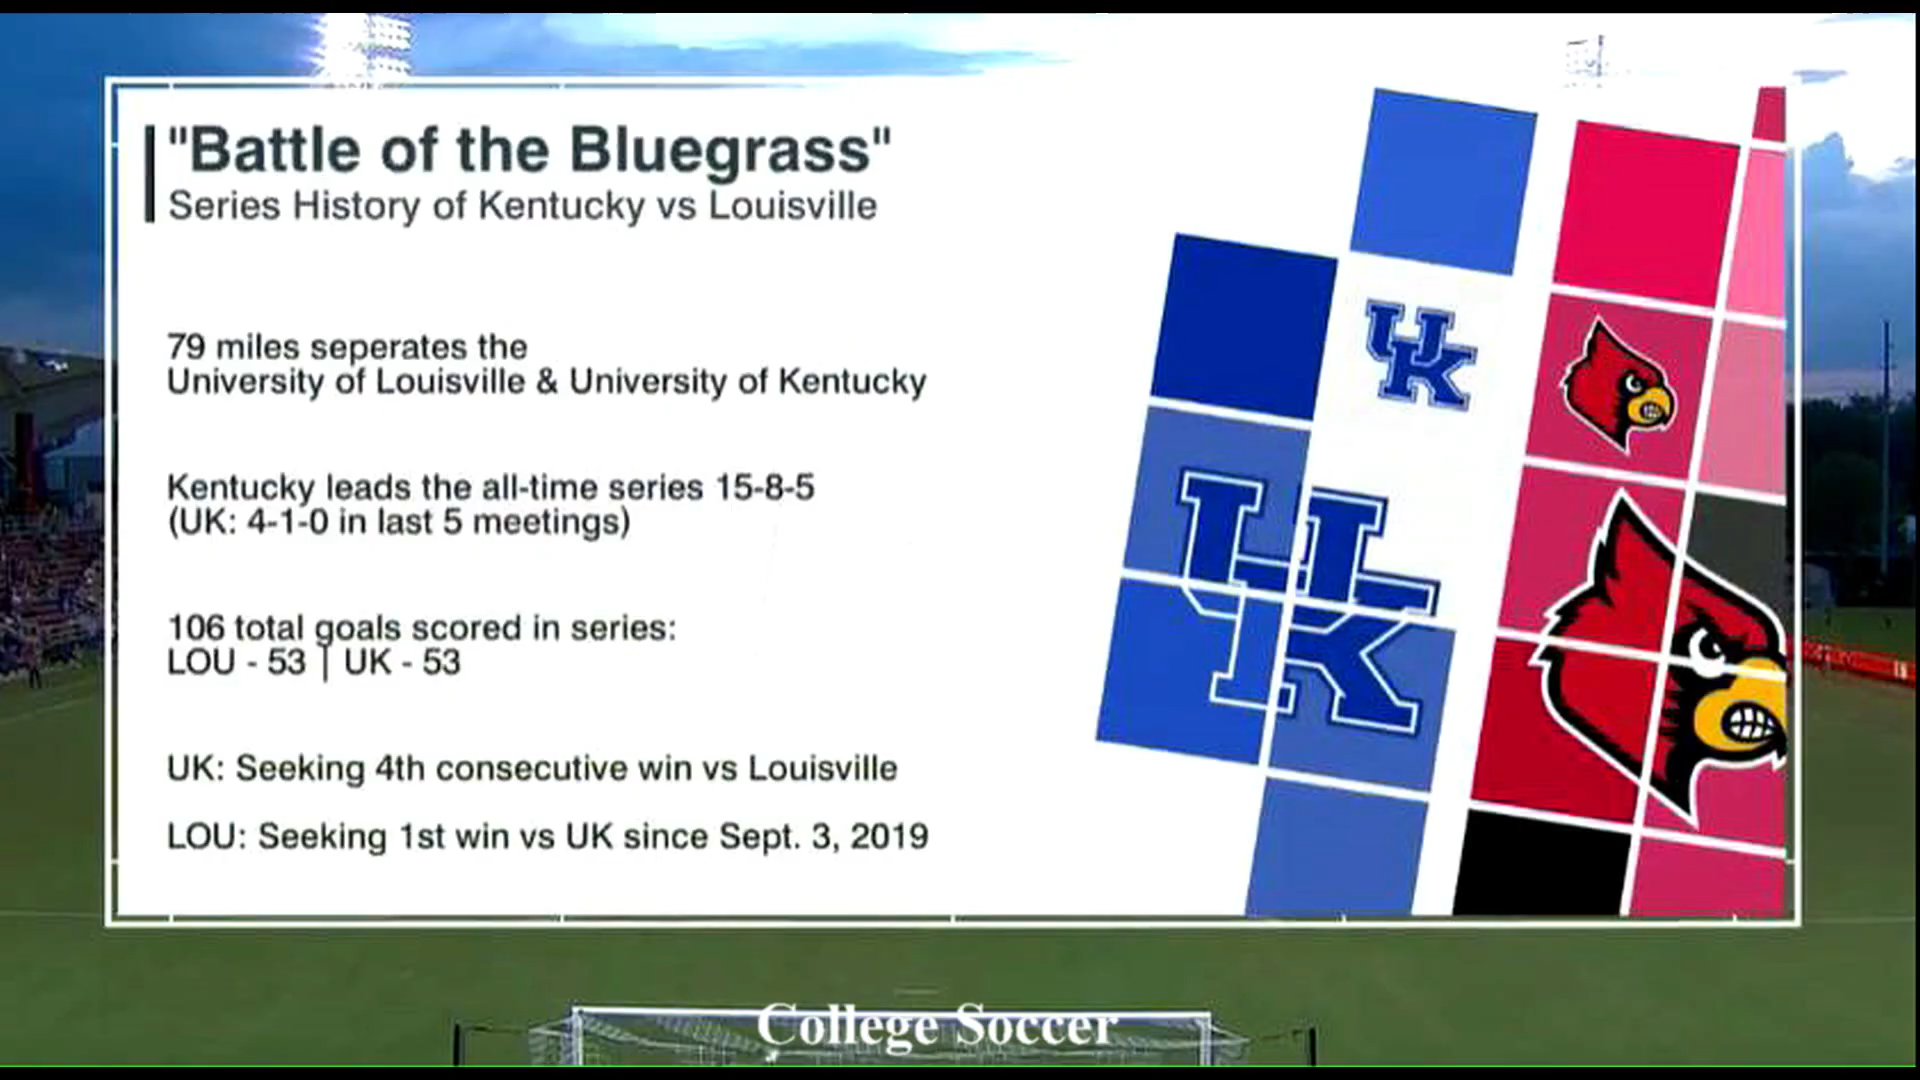 "Battle of the Bluegrass"
Series History of Kentucky vs Louisville
79 miles seperates the
University of Louisville & University of Kentucky
Kentucky leads the all-time series 15-8-5
(UK: 4-1-0 in last 5 meetings)
106 total goals scored in series:
LOU - 53 | UK - 53
UK: Seeking 4th consecutive win vs Louisville
LOU: Seeking 1st win vs UK since Sept. 3, 2019
UK
UK
College Soccer